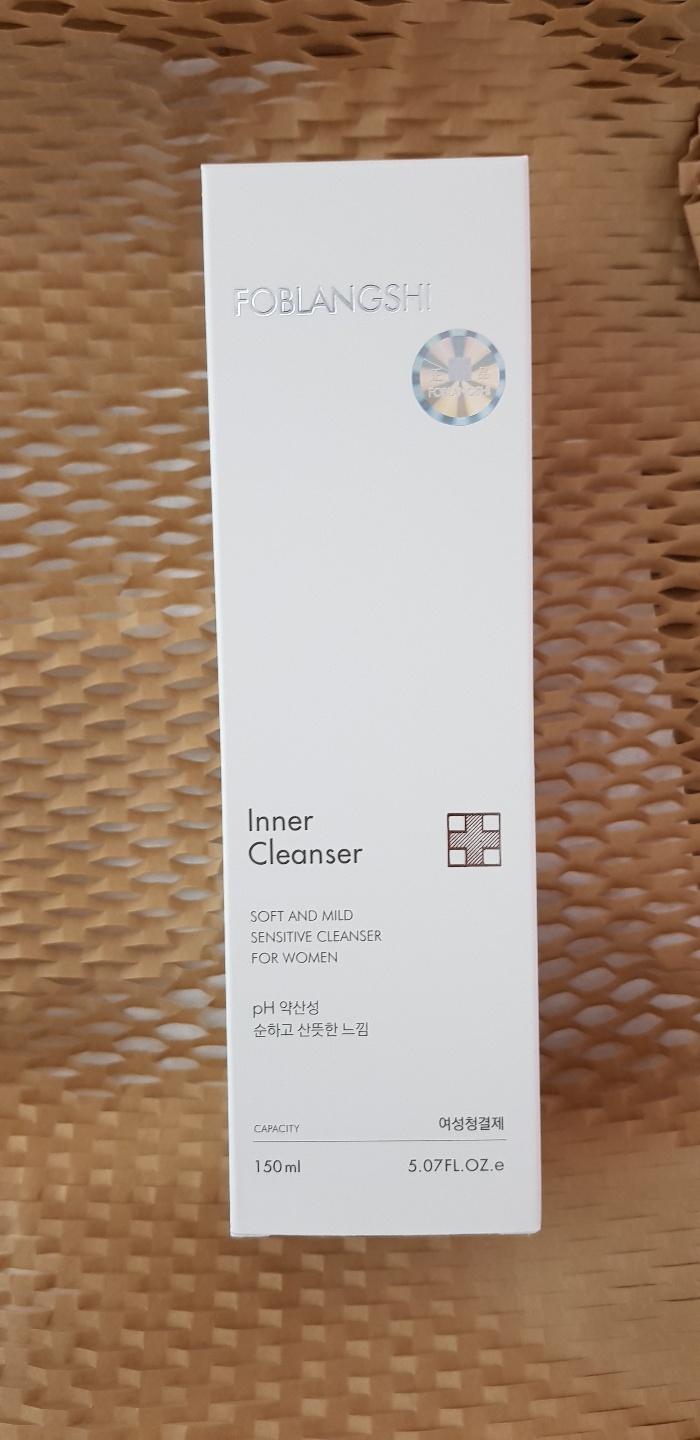 FOBLANGSHI
FOBLANGSHI
Inner
Cleanser
SOFT AND MILD
SENSITIVE CLEANSER
FOR WOMEN
pH 약산성
순하고 산뜻한 느낌
CAPACITY 여성청결제
150ml 5.07FL.OZ.e